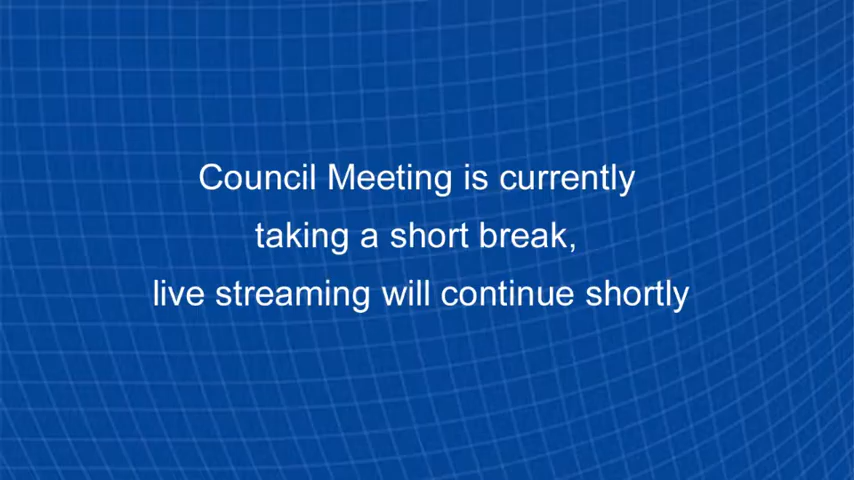 Council Meeting is currently
taking a short break,
live streaming will continue shortly